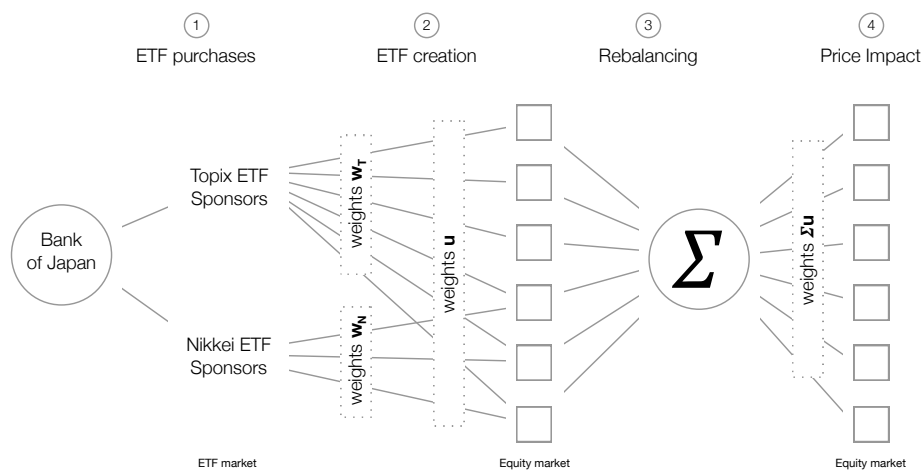 1
2
3
4
ETF purchases
ETF creation
Rebalancing
Price Impact
Bank
of Japan
Topix ETF
Sponsors
Nikkei ETF
Sponsors
weights w_T
weights w_N
weights u
Σ
weights Σu
ETF market
Equity market
Equity market